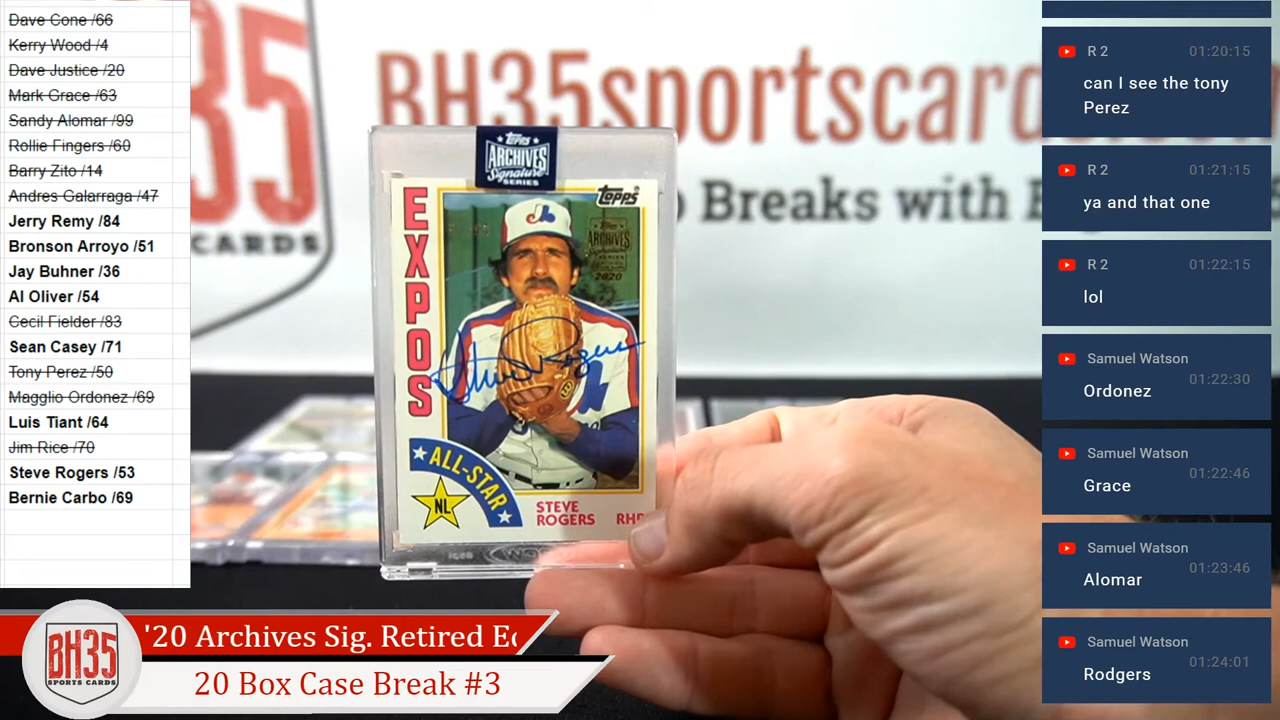 Dave Cone /66
Kerry Wood /4
Dave Justice /20
Mark Grace /63
Sandy Alomar /99
Rollie Fingers /60
Barry Zito /14
Andres Galarraga /47
Jerry Remy /84
Bronson Arroyo /51
Jay Buhner /36
Al Oliver /54
Cecil Fielder /83
Sean Casey /71
Tony Perez /50
Magglio Ordonez /69
Luis Tiant /64
Jim Rice /70
Steve Rogers /53
Bernie Carbo /69
BH35sportscards
Breaks with
35
CARDS
Topps
ARCHIVES
Signature
SERIES
EXPOS
Topps
Topps
ARCHIVES
Signature
2020
Steve Rogers
ALL-STAR
NL
STEVE
ROGERS RHP
R 2 01:20:15
can I see the tony
Perez
R 2 01:21:15
ya and that one
R 2 01:22:15
lol
Samuel Watson 01:22:30
Ordonez
Samuel Watson 01:22:46
Grace
Samuel Watson 01:23:46
Alomar
Samuel Watson 01:24:01
Rodgers
BH35
SPORTS CARDS
'20 Archives Sig. Retired Ed
20 Box Case Break #3